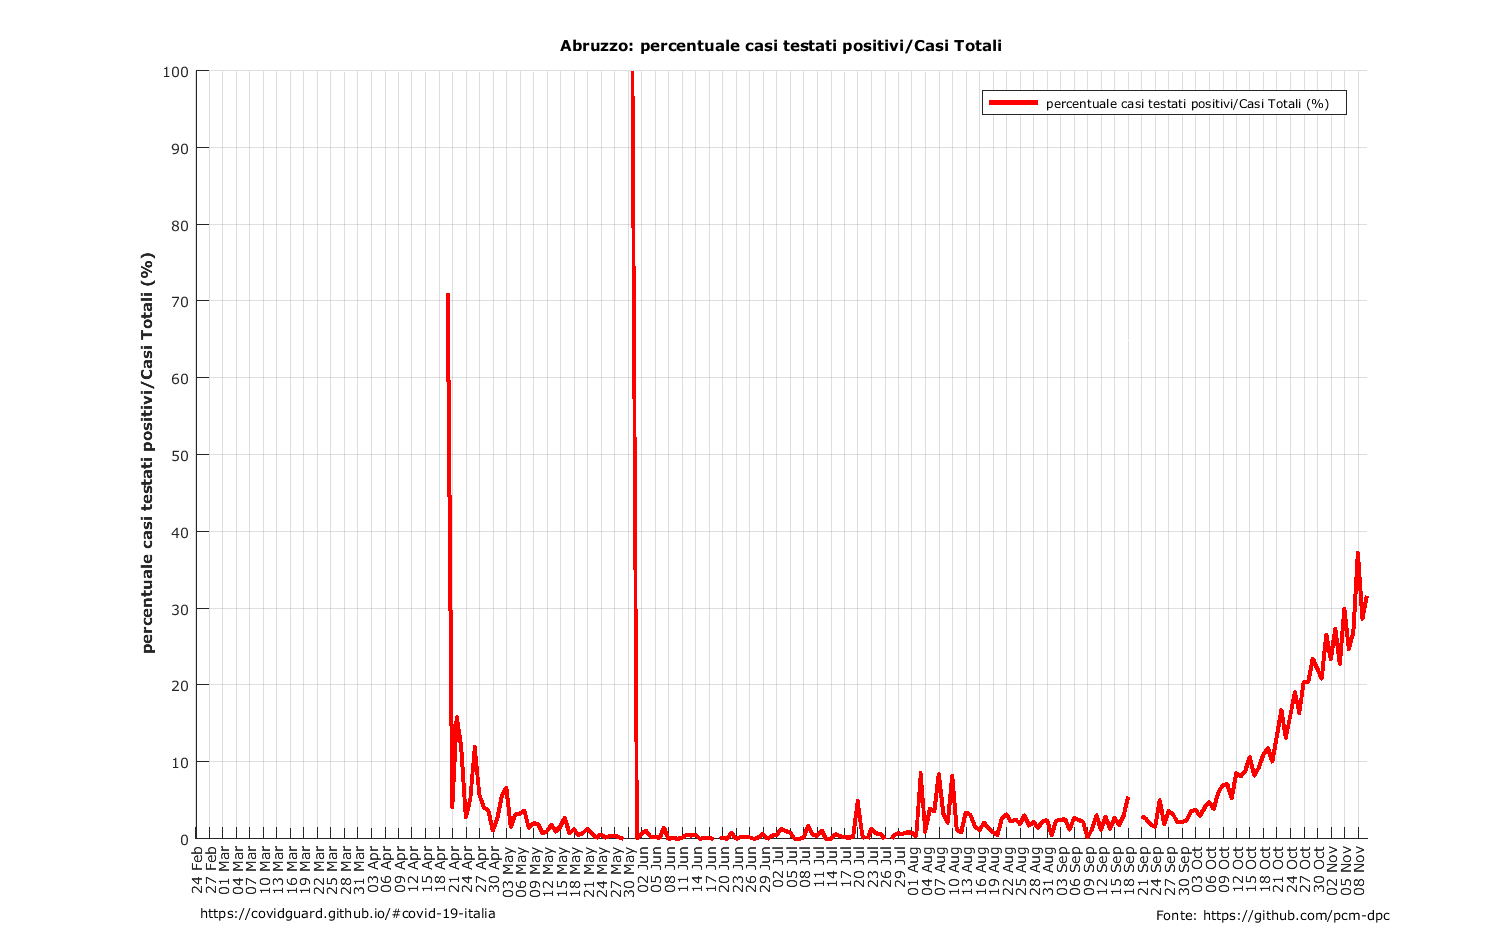 Abruzzo: percentuale casi testati positivi/Casi Totali
percentuale casi testati positivi/Casi Totali (%)
percentuale casi testati positivi/Casi Totali (%)
100
90
80
70
60
50
40
30
20
10
0
24 Feb
27 Feb
01 Mar
04 Mar
07 Mar
10 Mar
13 Mar
16 Mar
19 Mar
22 Mar
25 Mar
28 Mar
31 Mar
03 Apr
06 Apr
09 Apr
12 Apr
15 Apr
18 Apr
21 Apr
24 Apr
27 Apr
30 Apr
03 May
06 May
09 May
12 May
15 May
18 May
21 May
24 May
27 May
30 May
02 Jun
05 Jun
08 Jun
11 Jun
14 Jun
17 Jun
20 Jun
23 Jun
26 Jun
29 Jun
02 Jul
05 Jul
08 Jul
11 Jul
14 Jul
17 Jul
20 Jul
23 Jul
26 Jul
29 Jul
01 Aug
04 Aug
07 Aug
10 Aug
13 Aug
16 Aug
19 Aug
22 Aug
25 Aug
28 Aug
31 Aug
03 Sep
06 Sep
09 Sep
12 Sep
15 Sep
18 Sep
21 Sep
24 Sep
27 Sep
30 Sep
03 Oct
06 Oct
09 Oct
12 Oct
15 Oct
18 Oct
21 Oct
24 Oct
27 Oct
30 Oct
02 Nov
05 Nov
08 Nov
https://covidguard.github.io/#covid-19-italia
Fonte: https://github.com/pcm-dpc